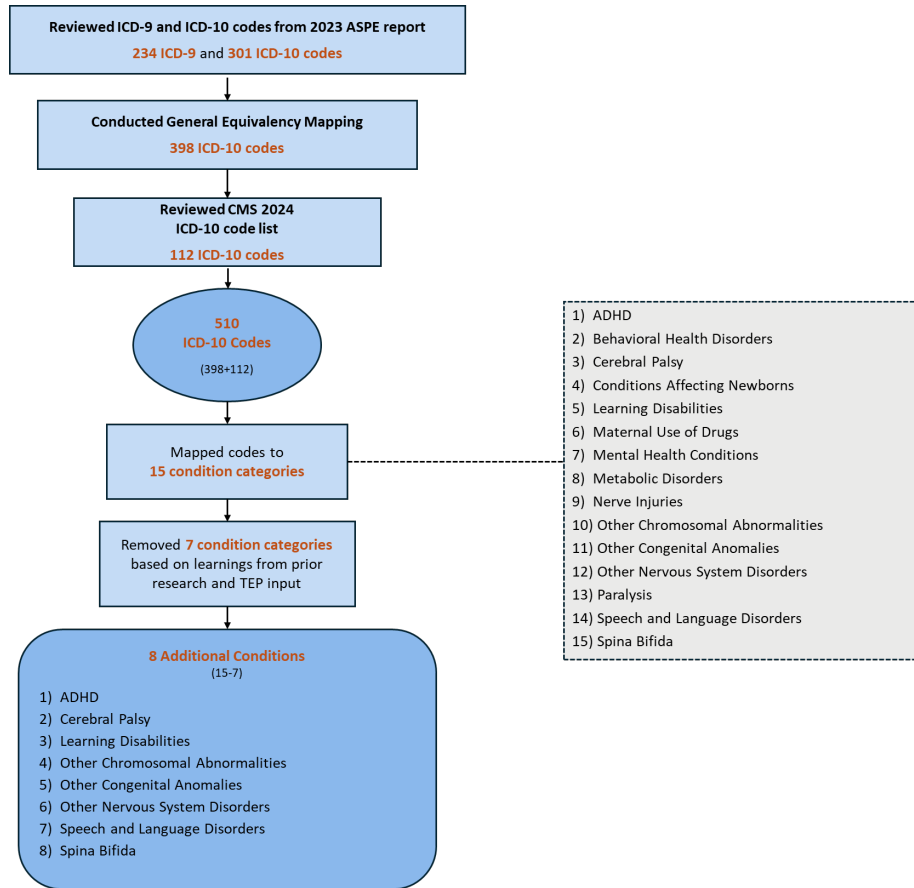 Reviewed ICD-9 and ICD-10 codes from 2023 ASPE report
234 ICD-9 and 301 ICD-10 codes
Conducted General Equivalency Mapping
398 ICD-10 codes
Reviewed CMS 2024
ICD-10 code list
112 ICD-10 codes
510
ICD-10 Codes
(398+112)
Mapped codes to
15 condition categories
1) ADHD
2) Behavioral Health Disorders
3) Cerebral Palsy
4) Conditions Affecting Newborns
5) Learning Disabilities
6) Maternal Use of Drugs
7) Mental Health Conditions
8) Metabolic Disorders
9) Nerve Injuries
10) Other Chromosomal Abnormalities
11) Other Congenital Anomalies
12) Other Nervous System Disorders
13) Paralysis
14) Speech and Language Disorders
15) Spina Bifida
Removed 7 condition categories
based on learnings from prior
research and TEP input
8 Additional Conditions
(15-7)
1) ADHD
2) Cerebral Palsy
3) Learning Disabilities
4) Other Chromosomal Abnormalities
5) Other Congenital Anomalies
6) Other Nervous System Disorders
7) Speech and Language Disorders
8) Spina Bifida